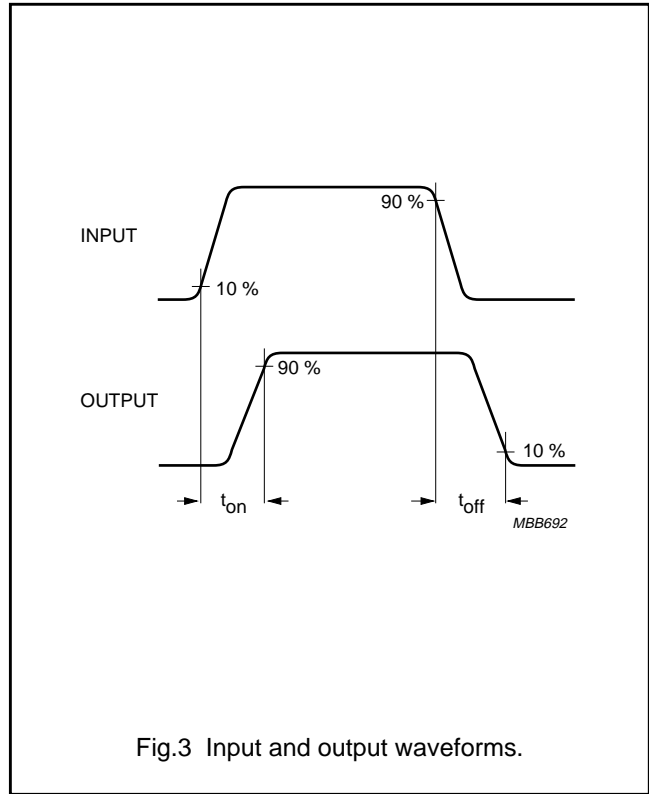 INPUT
90 %
10 %
OUTPUT
90 %
10 %
ton
toff
MBB692
Fig.3 Input and output waveforms.